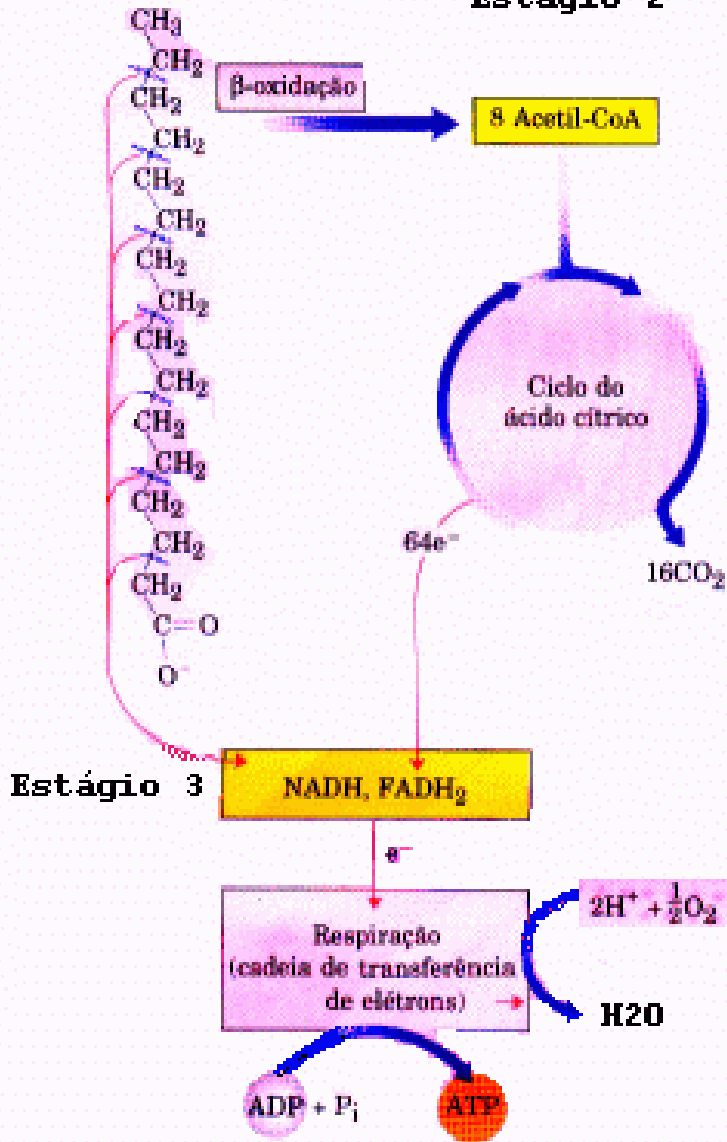 Estágio 2
CH₃
CH₂
CH₂
CH₂
CH₂
CH₂
CH₂
CH₂
CH₂
CH₂
CH₂
CH₂
CH₂
CH₂
CH₂
C=O
O⁻
β-oxidação
8 Acetil-CoA
Ciclo do
ácido cítrico
64e⁻
16CO₂
Estágio 3
NADH, FADH₂
e⁻
Respiração
(cadeia de transferência
de elétrons)
2H⁺ + ½O₂
H2O
ADP + Pᵢ
ATP